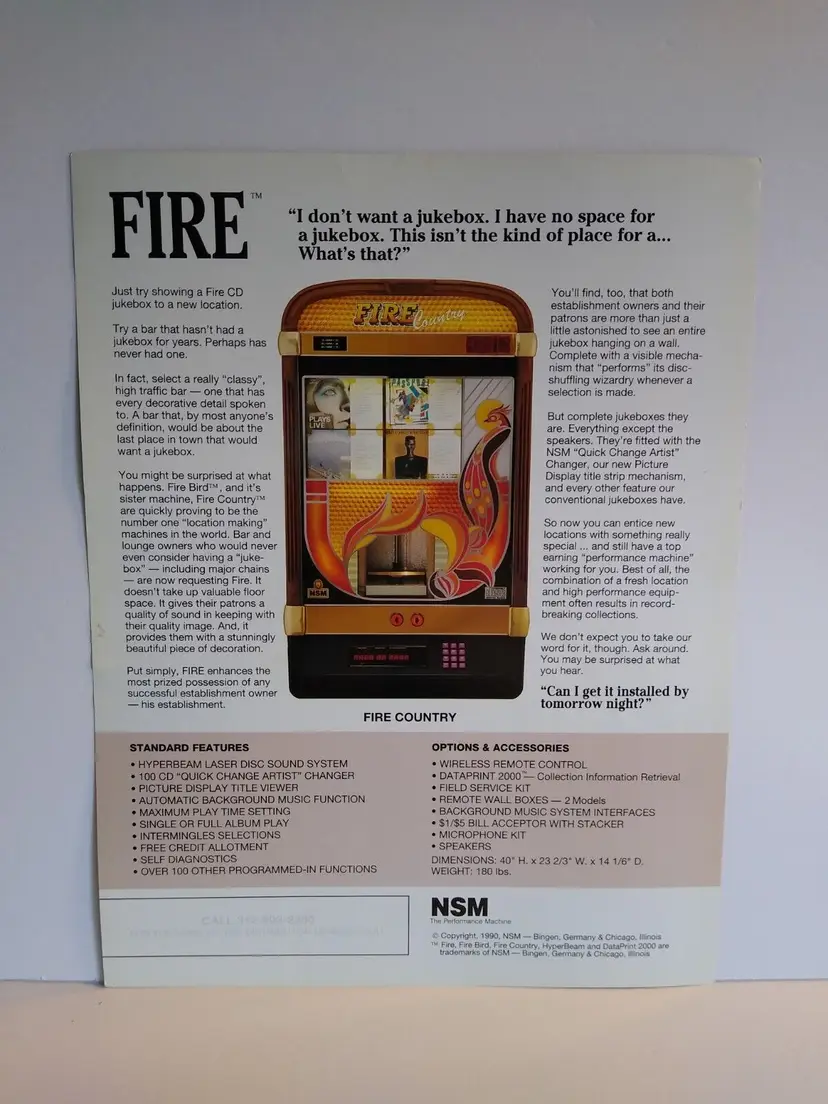 FIRE™
“I don’t want a jukebox. I have no space for
a jukebox. This isn’t the kind of place for a...
What’s that?”
Just try showing a Fire CD
jukebox to a new location.
Try a bar that hasn’t had a
jukebox for years. Perhaps has
never had one.
In fact, select a really “classy”,
high traffic bar — one that has
every decorative detail spoken
to. A bar that, by most anyone’s
definition, would be about the
last place in town that would
want a jukebox.
You might be surprised at what
happens. Fire Bird™, and it’s
sister machine, Fire Country™
are quickly proving to be the
number one “location making”
machines in the world. Bar and
lounge owners who would never
even consider having a “juke-
box” — including major chains
— are now requesting Fire. It
doesn’t take up valuable floor
space. It gives their patrons a
quality of sound in keeping with
their quality image. And, it
provides them with a stunningly
beautiful piece of decoration.
Put simply, FIRE enhances the
most prized possession of any
successful establishment owner
— his establishment.
FIRE Country
PLAYS
LIVE
NSM
FIRE COUNTRY
You’ll find, too, that both
establishment owners and their
patrons are more than just a
little astonished to see an entire
jukebox hanging on a wall.
Complete with a visible mecha-
nism that “performs” its disc-
shuffling wizardry whenever a
selection is made.
But complete jukeboxes they
are. Everything except the
speakers. They’re fitted with the
NSM “Quick Change Artist”
Changer, our new Picture
Display title strip mechanism,
and every other feature our
conventional jukeboxes have.
So now you can entice new
locations with something really
special ... and still have a top
earning “performance machine”
working for you. Best of all, the
combination of a fresh location
and high performance equip-
ment often results in record-
breaking collections.
We don’t expect you to take our
word for it, though. Ask around.
You may be surprised at what
you hear.
“Can I get it installed by
tomorrow night?”
STANDARD FEATURES
• HYPERBEAM LASER DISC SOUND SYSTEM
• 100 CD “QUICK CHANGE ARTIST” CHANGER
• PICTURE DISPLAY TITLE VIEWER
• AUTOMATIC BACKGROUND MUSIC FUNCTION
• MAXIMUM PLAY TIME SETTING
• SINGLE OR FULL ALBUM PLAY
• INTERMINGLES SELECTIONS
• FREE CREDIT ALLOTMENT
• SELF DIAGNOSTICS
• OVER 100 OTHER PROGRAMMED-IN FUNCTIONS
OPTIONS & ACCESSORIES
• WIRELESS REMOTE CONTROL
• DATAPRINT 2000™— Collection Information Retrieval
• FIELD SERVICE KIT
• REMOTE WALL BOXES — 2 Models
• BACKGROUND MUSIC SYSTEM INTERFACES
• $1/$5 BILL ACCEPTOR WITH STACKER
• MICROPHONE KIT
• SPEAKERS
DIMENSIONS: 40" H. x 23 2/3" W. x 14 1/6" D.
WEIGHT: 180 lbs.
NSM
The Performance Machine
© Copyright, 1990, NSM — Bingen, Germany & Chicago, Illinois
™ Fire, Fire Bird, Fire Country, HyperBeam and DataPrint 2000 are
trademarks of NSM — Bingen, Germany & Chicago, Illinois